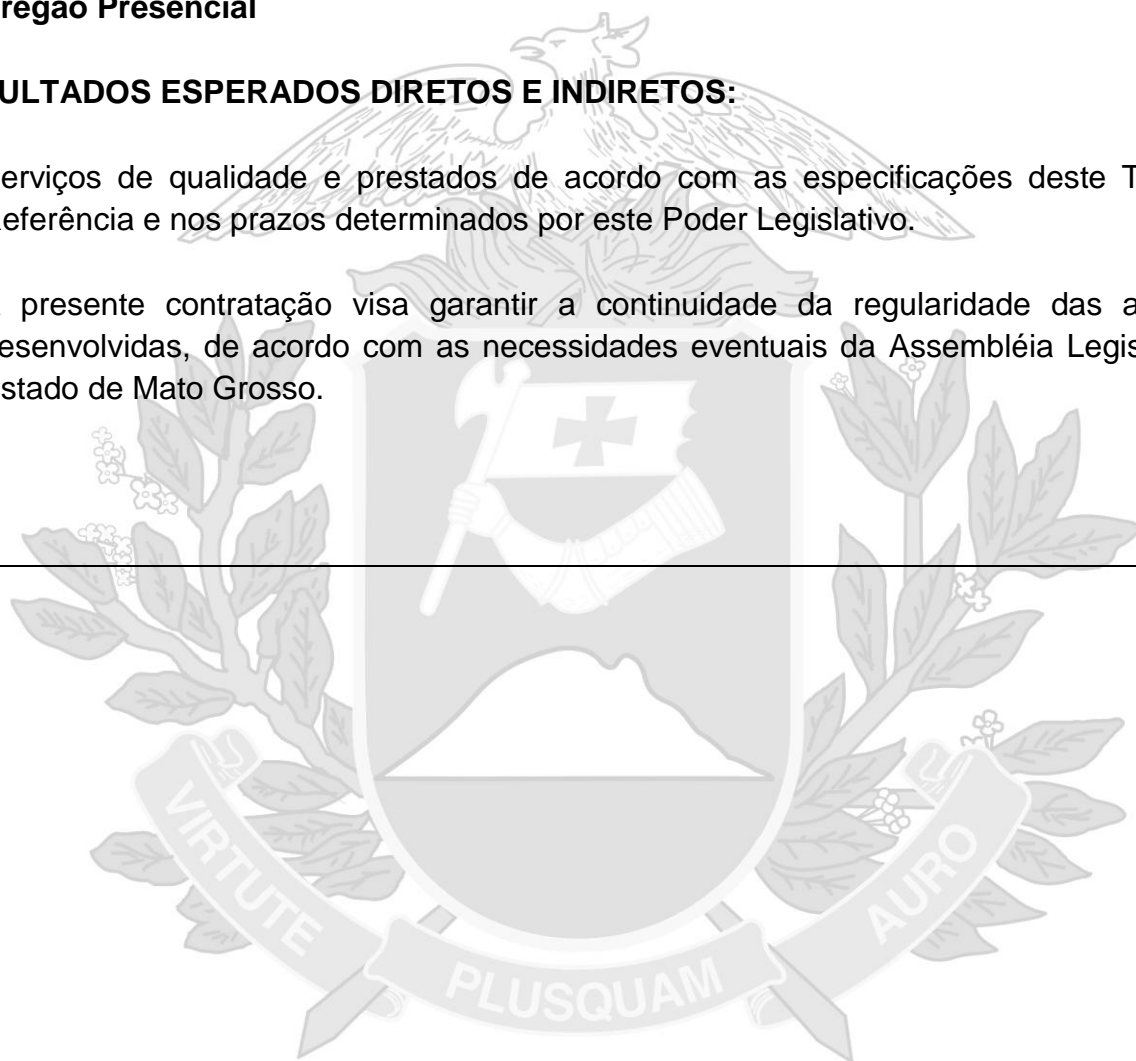 regão Presencial
ULTADOS ESPERADOS DIRETOS E INDIRETOS:
erviços de qualidade e prestados de acordo com as especificações deste T
eferência e nos prazos determinados por este Poder Legislativo.
presente contratação visa garantir a continuidade da regularidade das a
esenvolvidas, de acordo com as necessidades eventuais da Assembléia Legis
stado de Mato Grosso.
VIRTUTE
PLUSQUAM
AURO